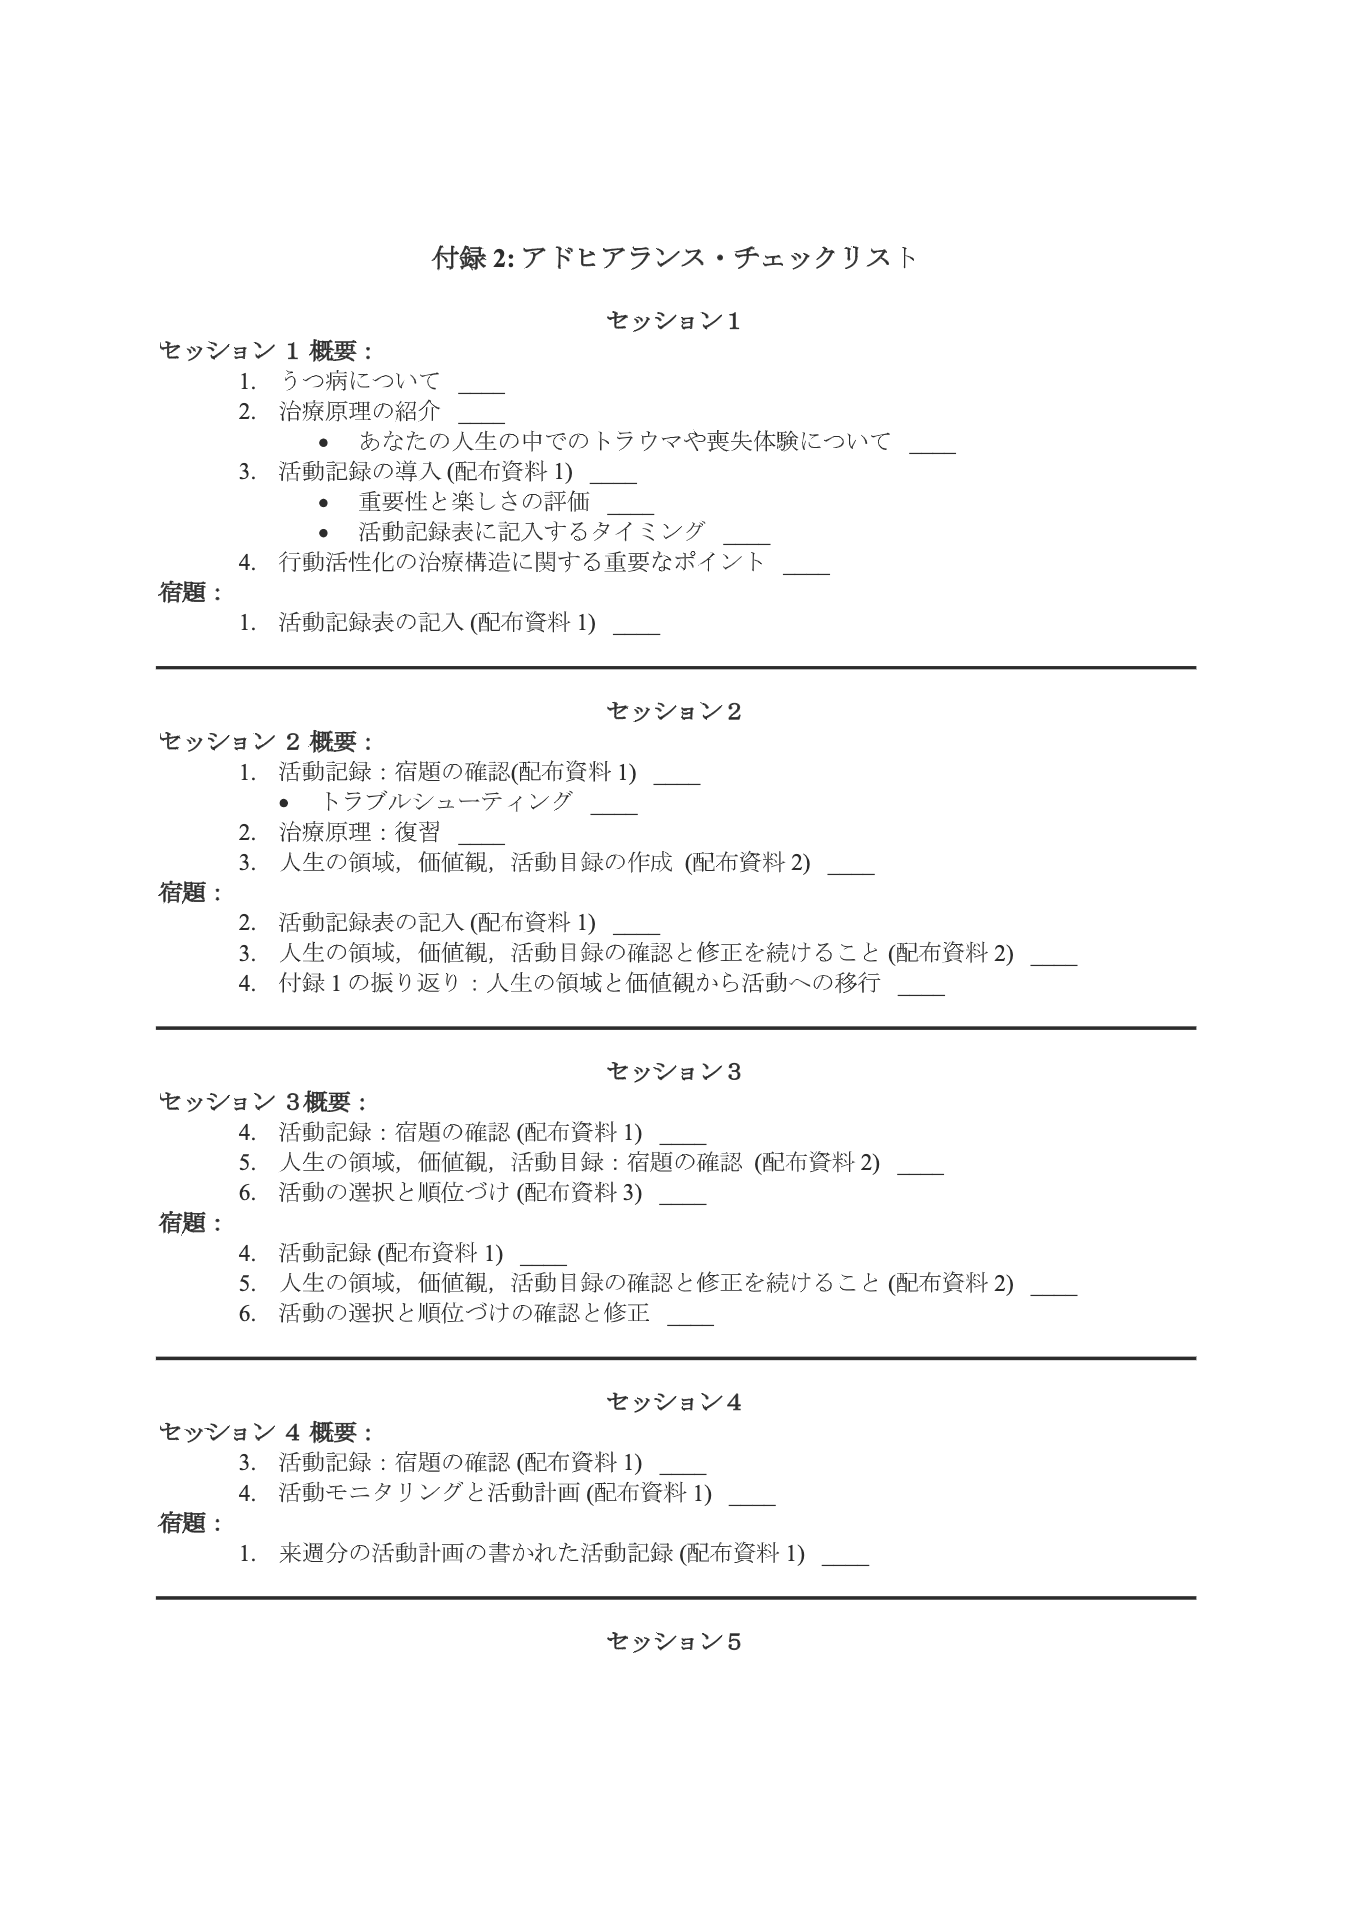 付録 2: アドヒアランス・チェックリスト
セッション１
セッション １ 概要：
1. うつ病について ____
2. 治療原理の紹介 ____
• あなたの人生の中でのトラウマや喪失体験について ____
3. 活動記録の導入 (配布資料 1) ____
• 重要性と楽しさの評価 ____
• 活動記録表に記入するタイミング ____
4. 行動活性化の治療構造に関する重要なポイント ____
宿題：
1. 活動記録表の記入 (配布資料 1) ____
セッション２
セッション ２ 概要：
1. 活動記録：宿題の確認(配布資料 1) ____
• トラブルシューティング ____
2. 治療原理：復習 ____
3. 人生の領域，価値観，活動目録の作成 (配布資料 2) ____
宿題：
2. 活動記録表の記入 (配布資料 1) ____
3. 人生の領域，価値観，活動目録の確認と修正を続けること (配布資料 2) ____
4. 付録 1 の振り返り：人生の領域と価値観から活動への移行 ____
セッション３
セッション ３概要：
4. 活動記録：宿題の確認 (配布資料 1) ____
5. 人生の領域，価値観，活動目録：宿題の確認 (配布資料 2) ____
6. 活動の選択と順位づけ (配布資料 3) ____
宿題：
4. 活動記録 (配布資料 1) ____
5. 人生の領域，価値観，活動目録の確認と修正を続けること (配布資料 2) ____
6. 活動の選択と順位づけの確認と修正 ____
セッション４
セッション ４ 概要：
3. 活動記録：宿題の確認 (配布資料 1) ____
4. 活動モニタリングと活動計画 (配布資料 1) ____
宿題：
1. 来週分の活動計画の書かれた活動記録 (配布資料 1) ____
セッション５